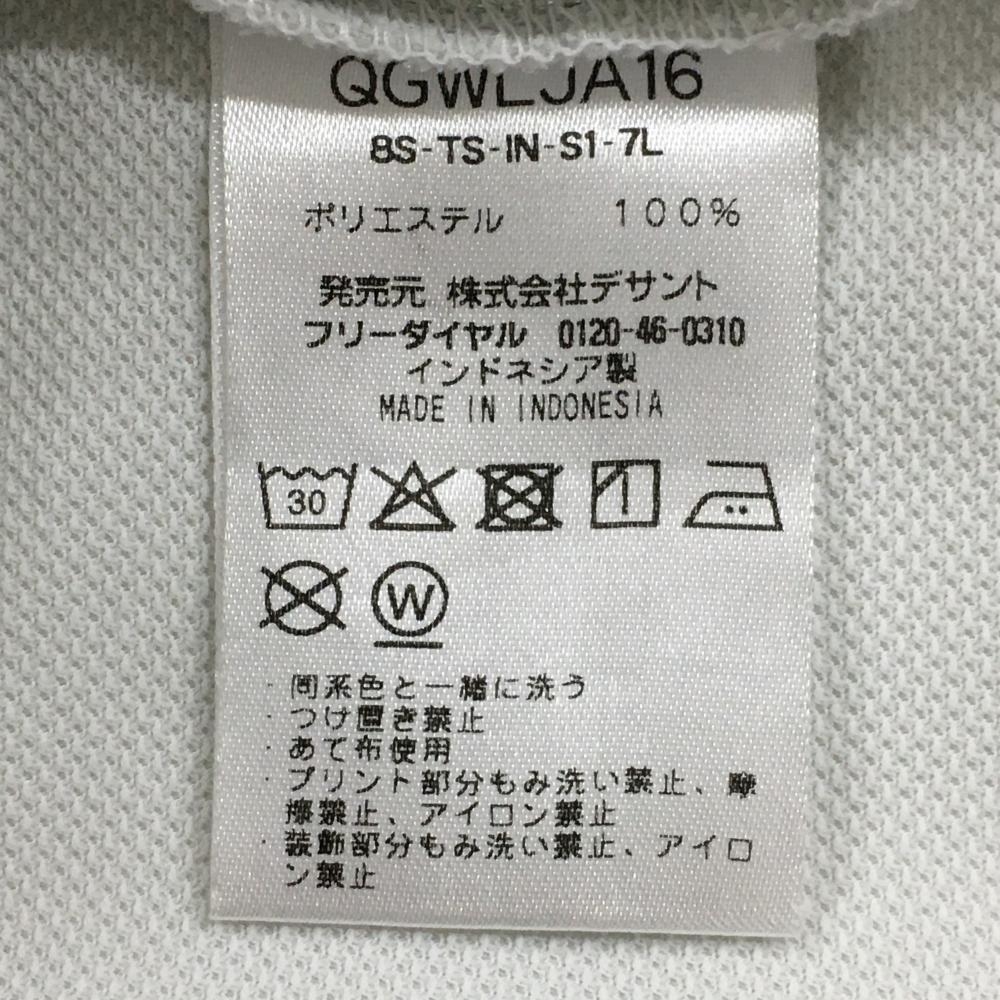 QGWLJA16
8S-TS-IN-S1-7L
ポリエステル 100%
発売元 株式会社デサント
フリーダイヤル 0120-46-0310
インドネシア製
MADE IN INDONESIA
30
W
・同系色と一緒に洗う
・つけ置き禁止
・あて布使用
・プリント部分もみ洗い禁止、摩
擦禁止、アイロン禁止
・装飾部分もみ洗い禁止、アイロ
ン禁止